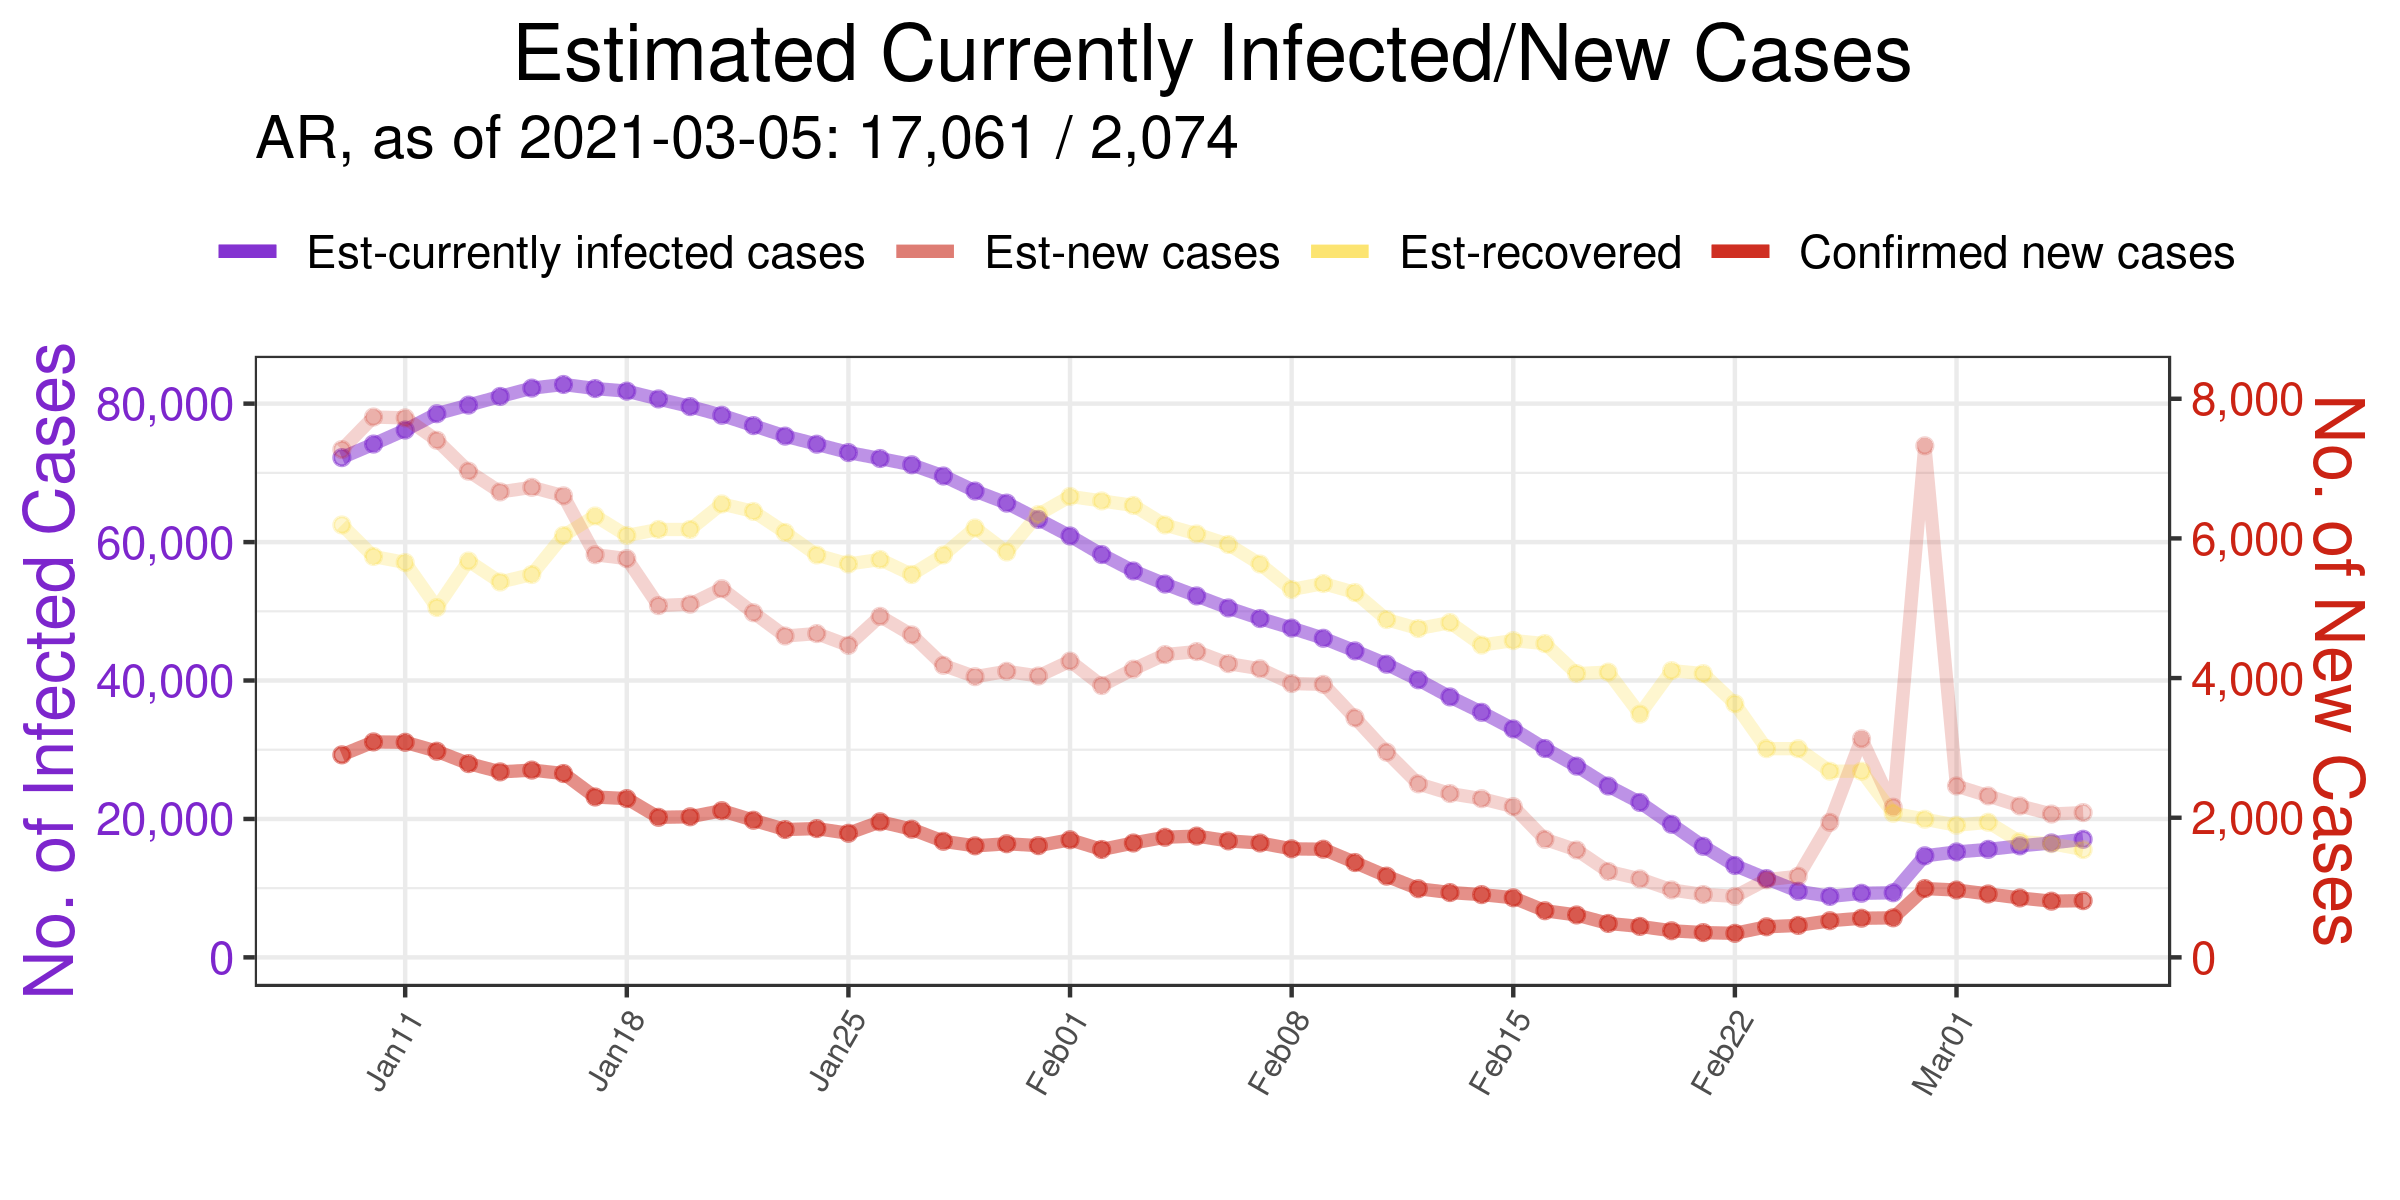 Estimated Currently Infected/New Cases
AR, as of 2021-03-05: 17,061 / 2,074
Est-currently infected cases Est-new cases Est-recovered Confirmed new cases
No. of Infected Cases
80,000
60,000
40,000
20,000
0
8,000
6,000
4,000
2,000
0
No. of New Cases
Jan11 Jan18 Jan25 Feb01 Feb08 Feb15 Feb22 Mar01